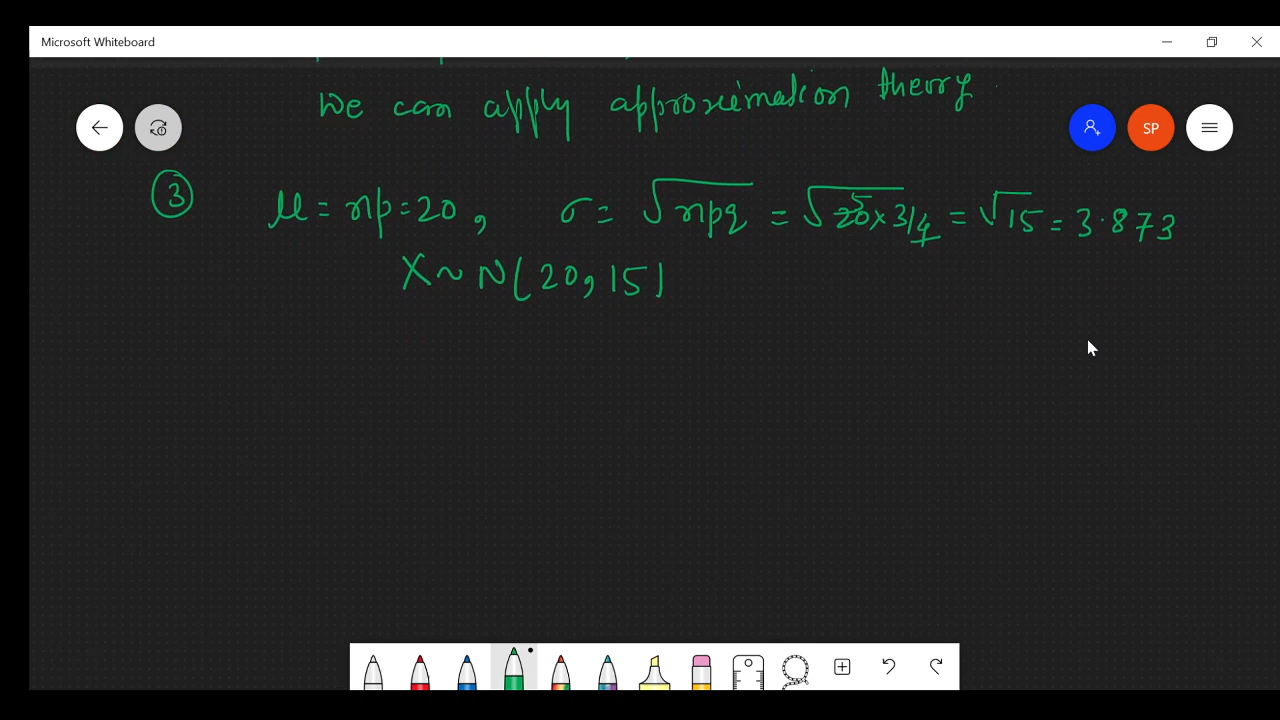 Microsoft Whiteboard
We can apply approximation theory.
SP
③ μ = np = 20, σ = √npq = √20 5 × 3/4 = √15 = 3.873
X ~ N(20, 15)